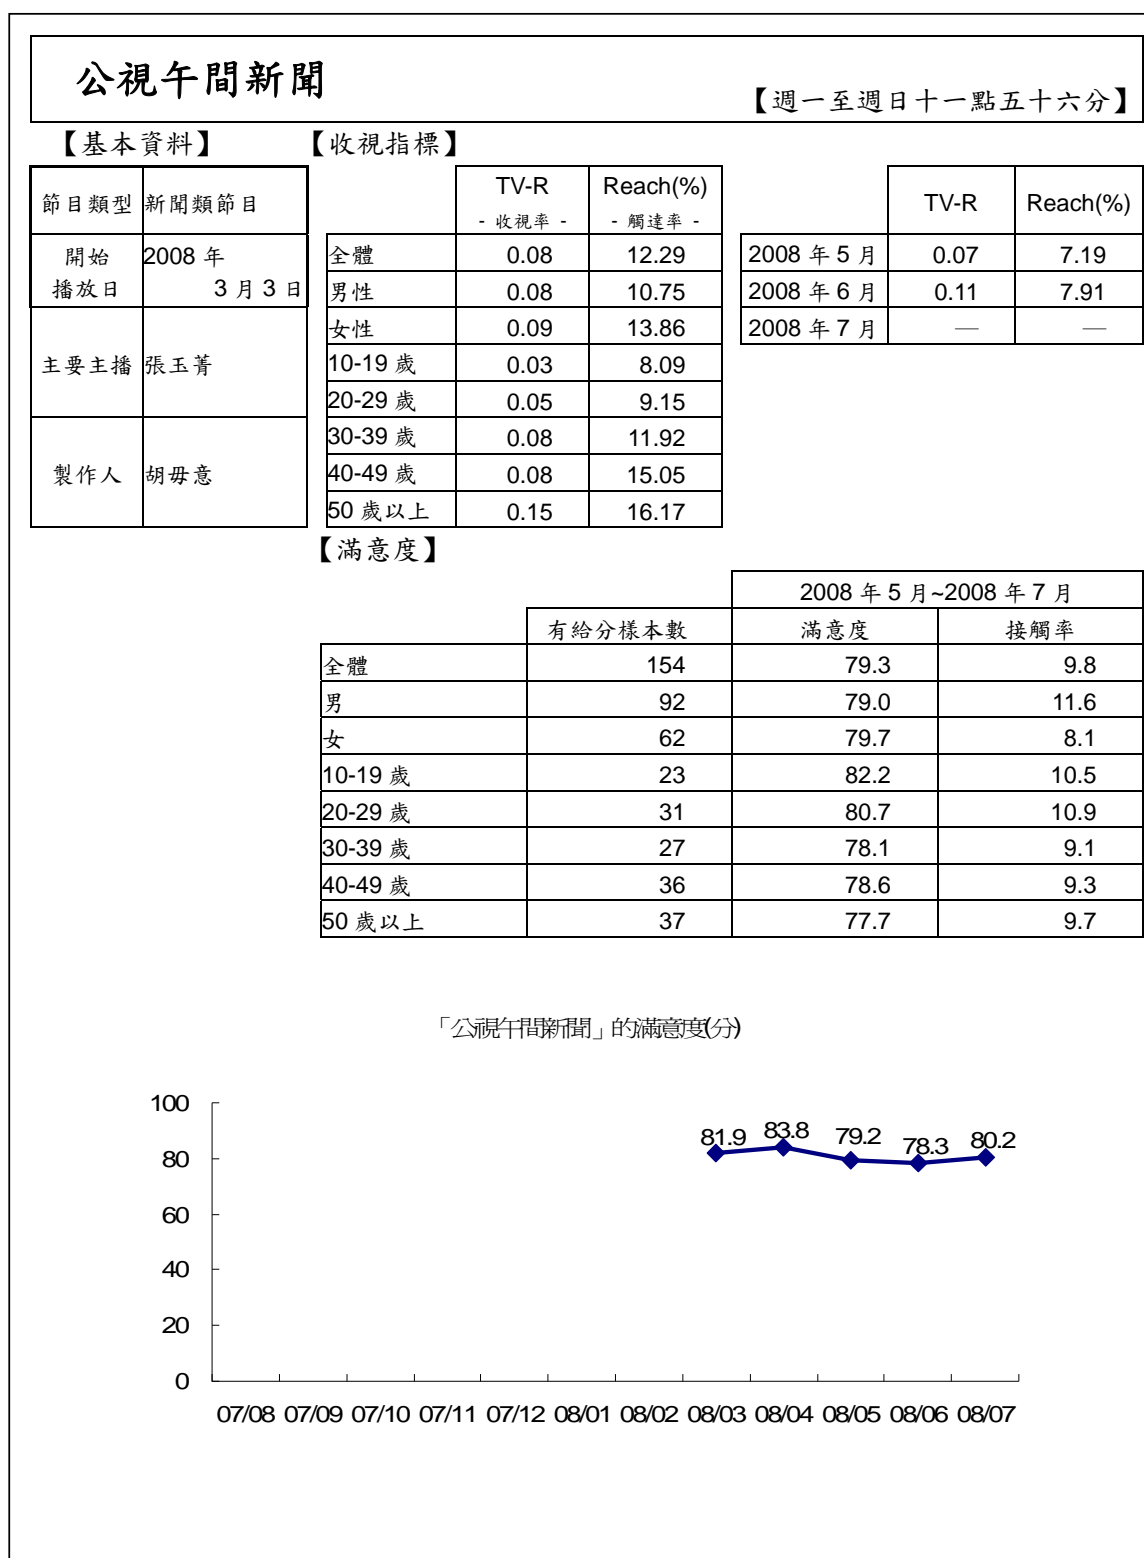 公視午間新聞
【週一至週日十一點五十六分】
【基本資料】 【收視指標】
節目類型 新聞類節目
開始播放日 2008 年 3 月 3 日
主要主播 張玉菁
製作人 胡毋意
TV-R Reach(%)
- 收視率 - - 觸達率 -
全體 0.08 12.29
男性 0.08 10.75
女性 0.09 13.86
10-19 歲 0.03 8.09
20-29 歲 0.05 9.15
30-39 歲 0.08 11.92
40-49 歲 0.08 15.05
50 歲以上 0.15 16.17
TV-R Reach(%)
2008 年 5 月 0.07 7.19
2008 年 6 月 0.11 7.91
2008 年 7 月 — —
【滿意度】
2008 年 5 月~2008 年 7 月
有給分樣本數 滿意度 接觸率
全體 154 79.3 9.8
男 92 79.0 11.6
女 62 79.7 8.1
10-19 歲 23 82.2 10.5
20-29 歲 31 80.7 10.9
30-39 歲 27 78.1 9.1
40-49 歲 36 78.6 9.3
50 歲以上 37 77.7 9.7
「公視午間新聞」的滿意度(分)
100
80
60
40
20
0
81.9 83.8 79.2 78.3 80.2
07/08 07/09 07/10 07/11 07/12 08/01 08/02 08/03 08/04 08/05 08/06 08/07